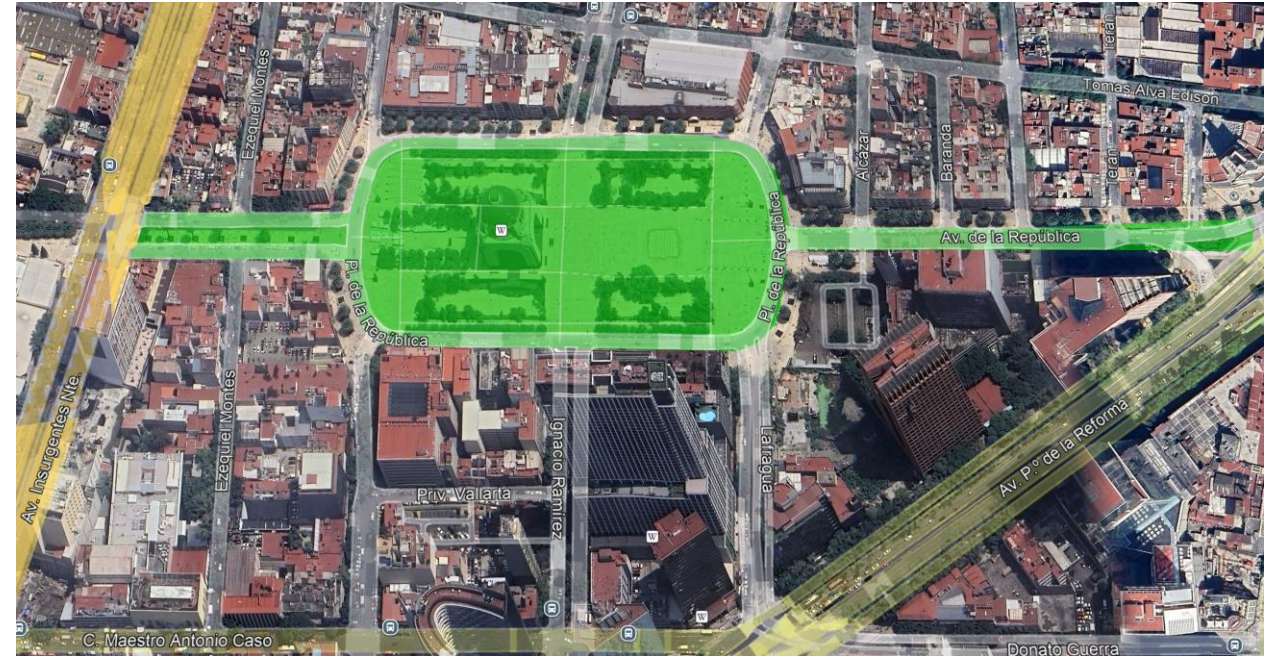 Ezequiel Montes
Terán
Tomás Alva Edison
Alcázar
Baranda
Terán
W
Av. de la República
Pl. de la República
Pl. de la República
Av. Insurgentes Nte.
Ezequiel Montes
Ignacio Ramírez
Lafragua
Av. P.º de la Reforma
Priv. Vallarta
W
W
C. Maestro Antonio Caso
Donato Guerra